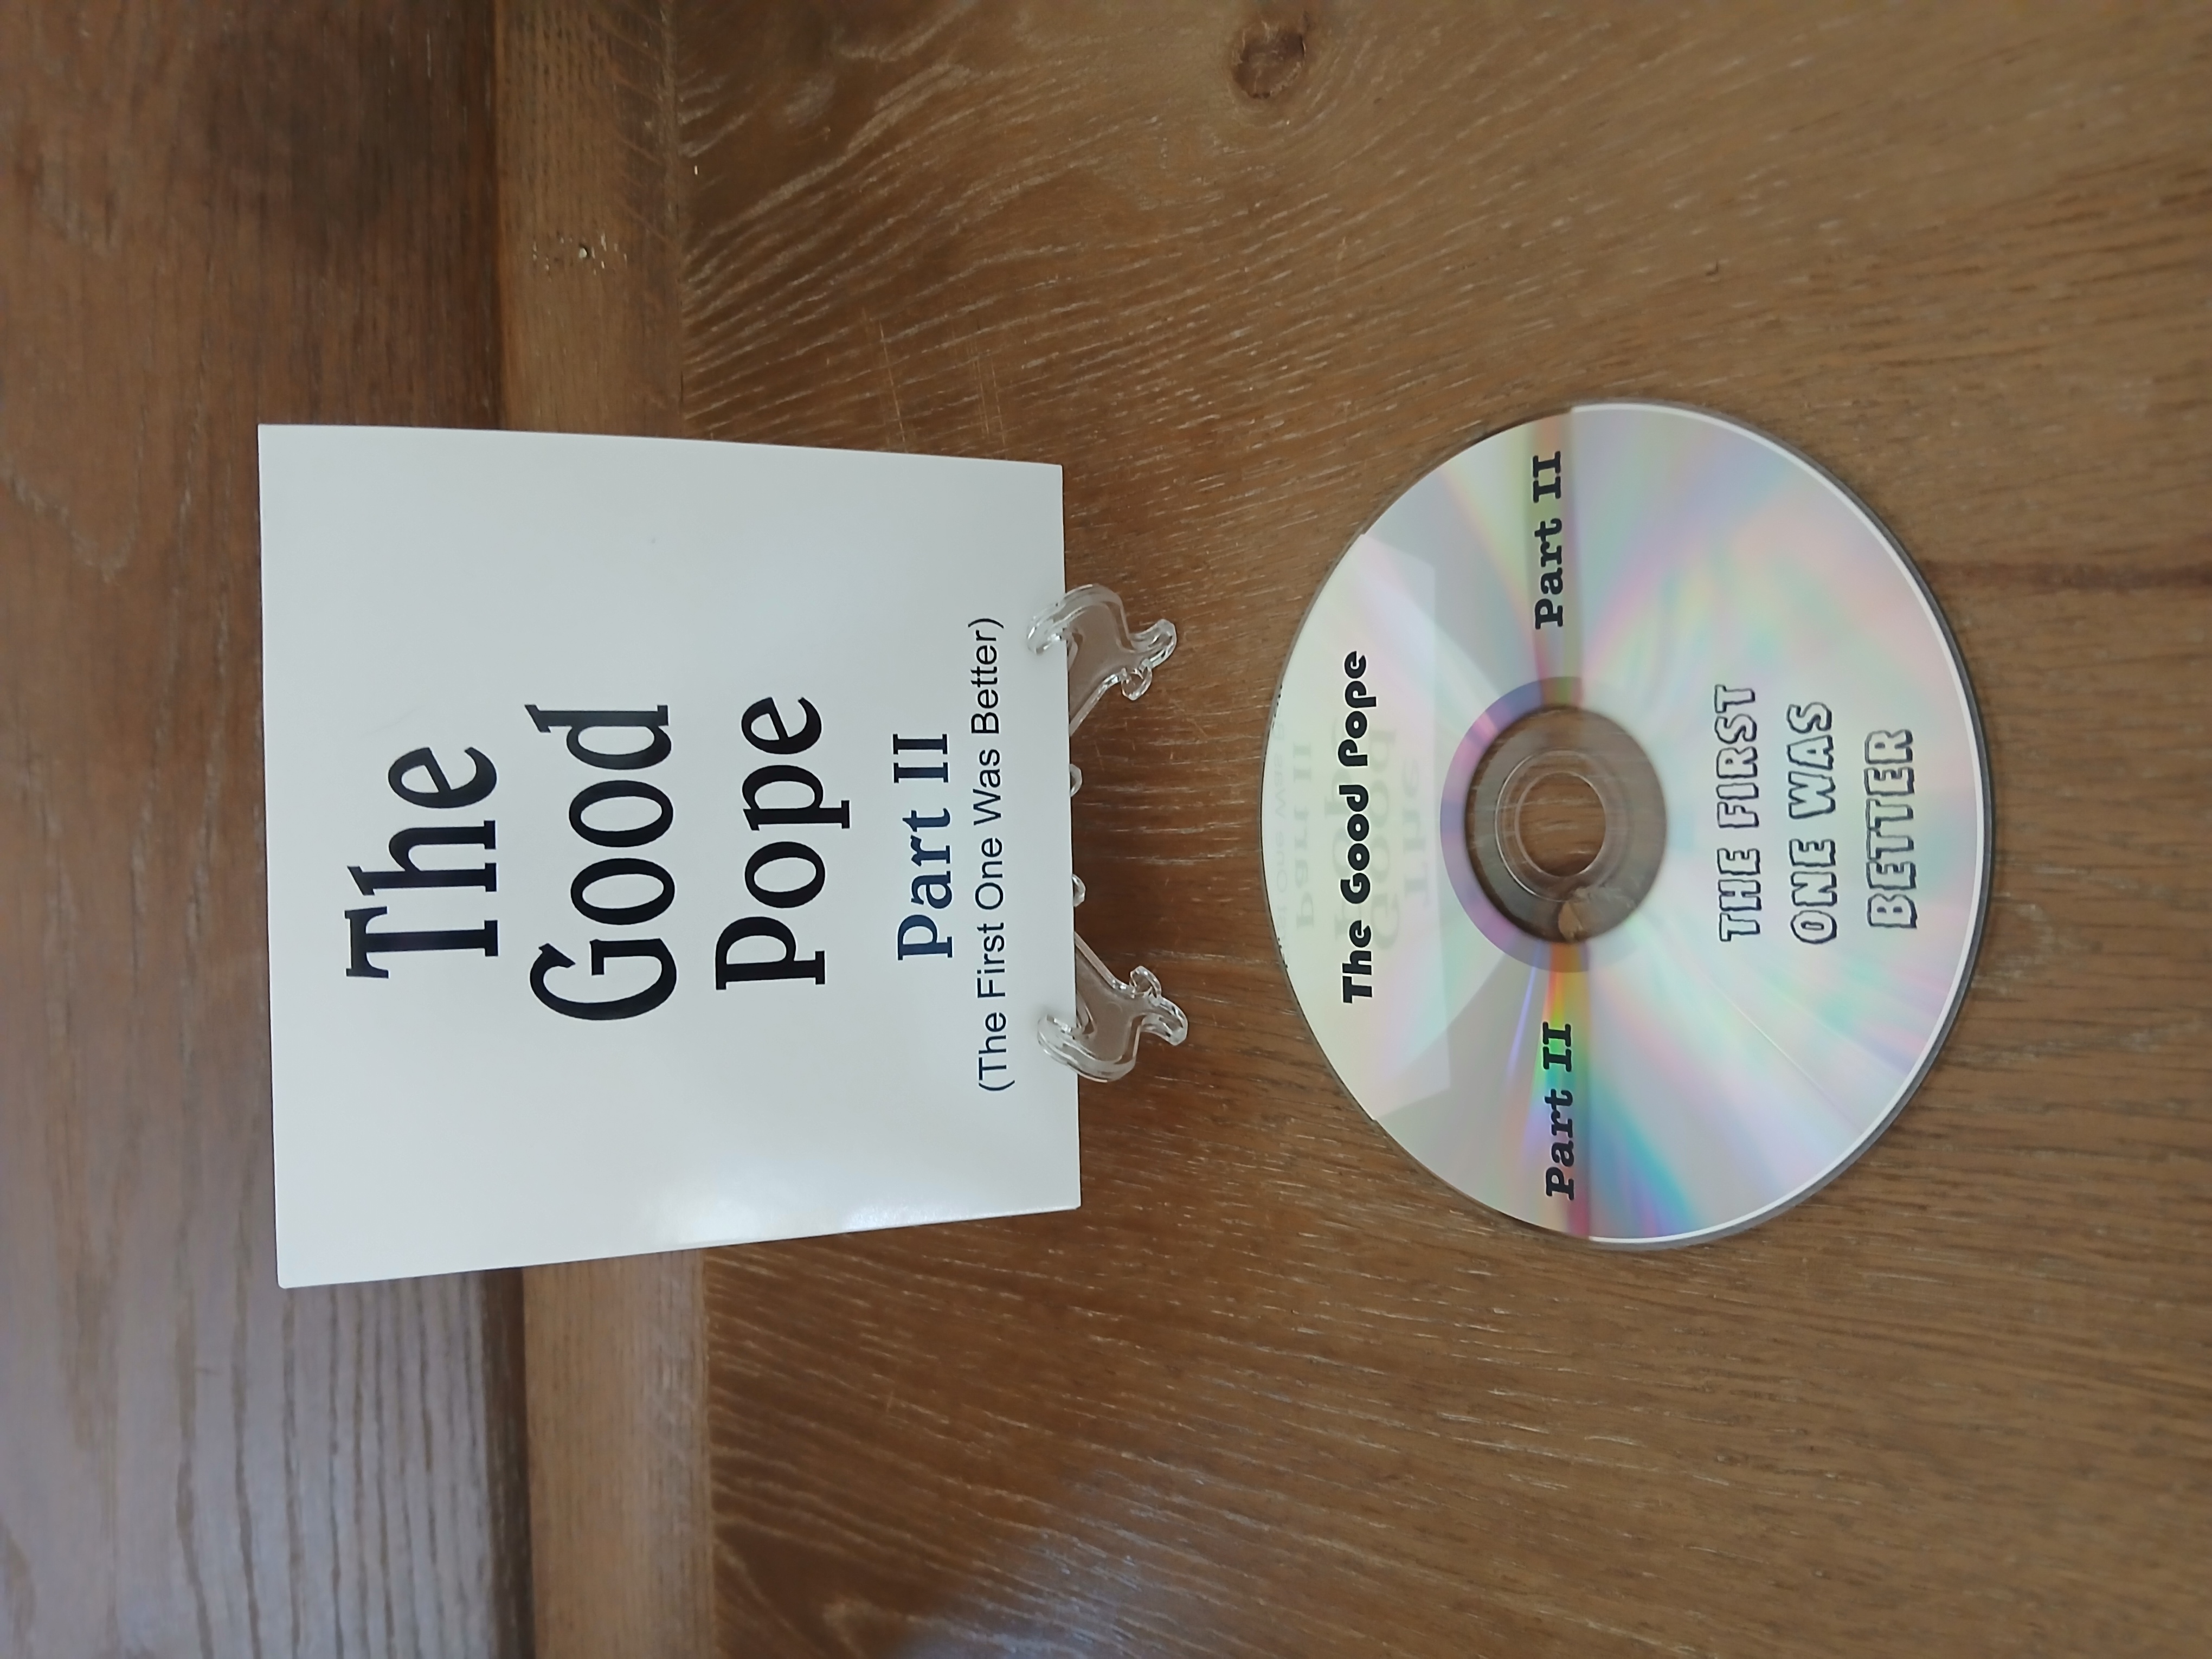 The
Good
Pope
Part II
(The First One Was Better)
The Good Pope
Part II
Part II
THE FIRST
ONE WAS
BETTER